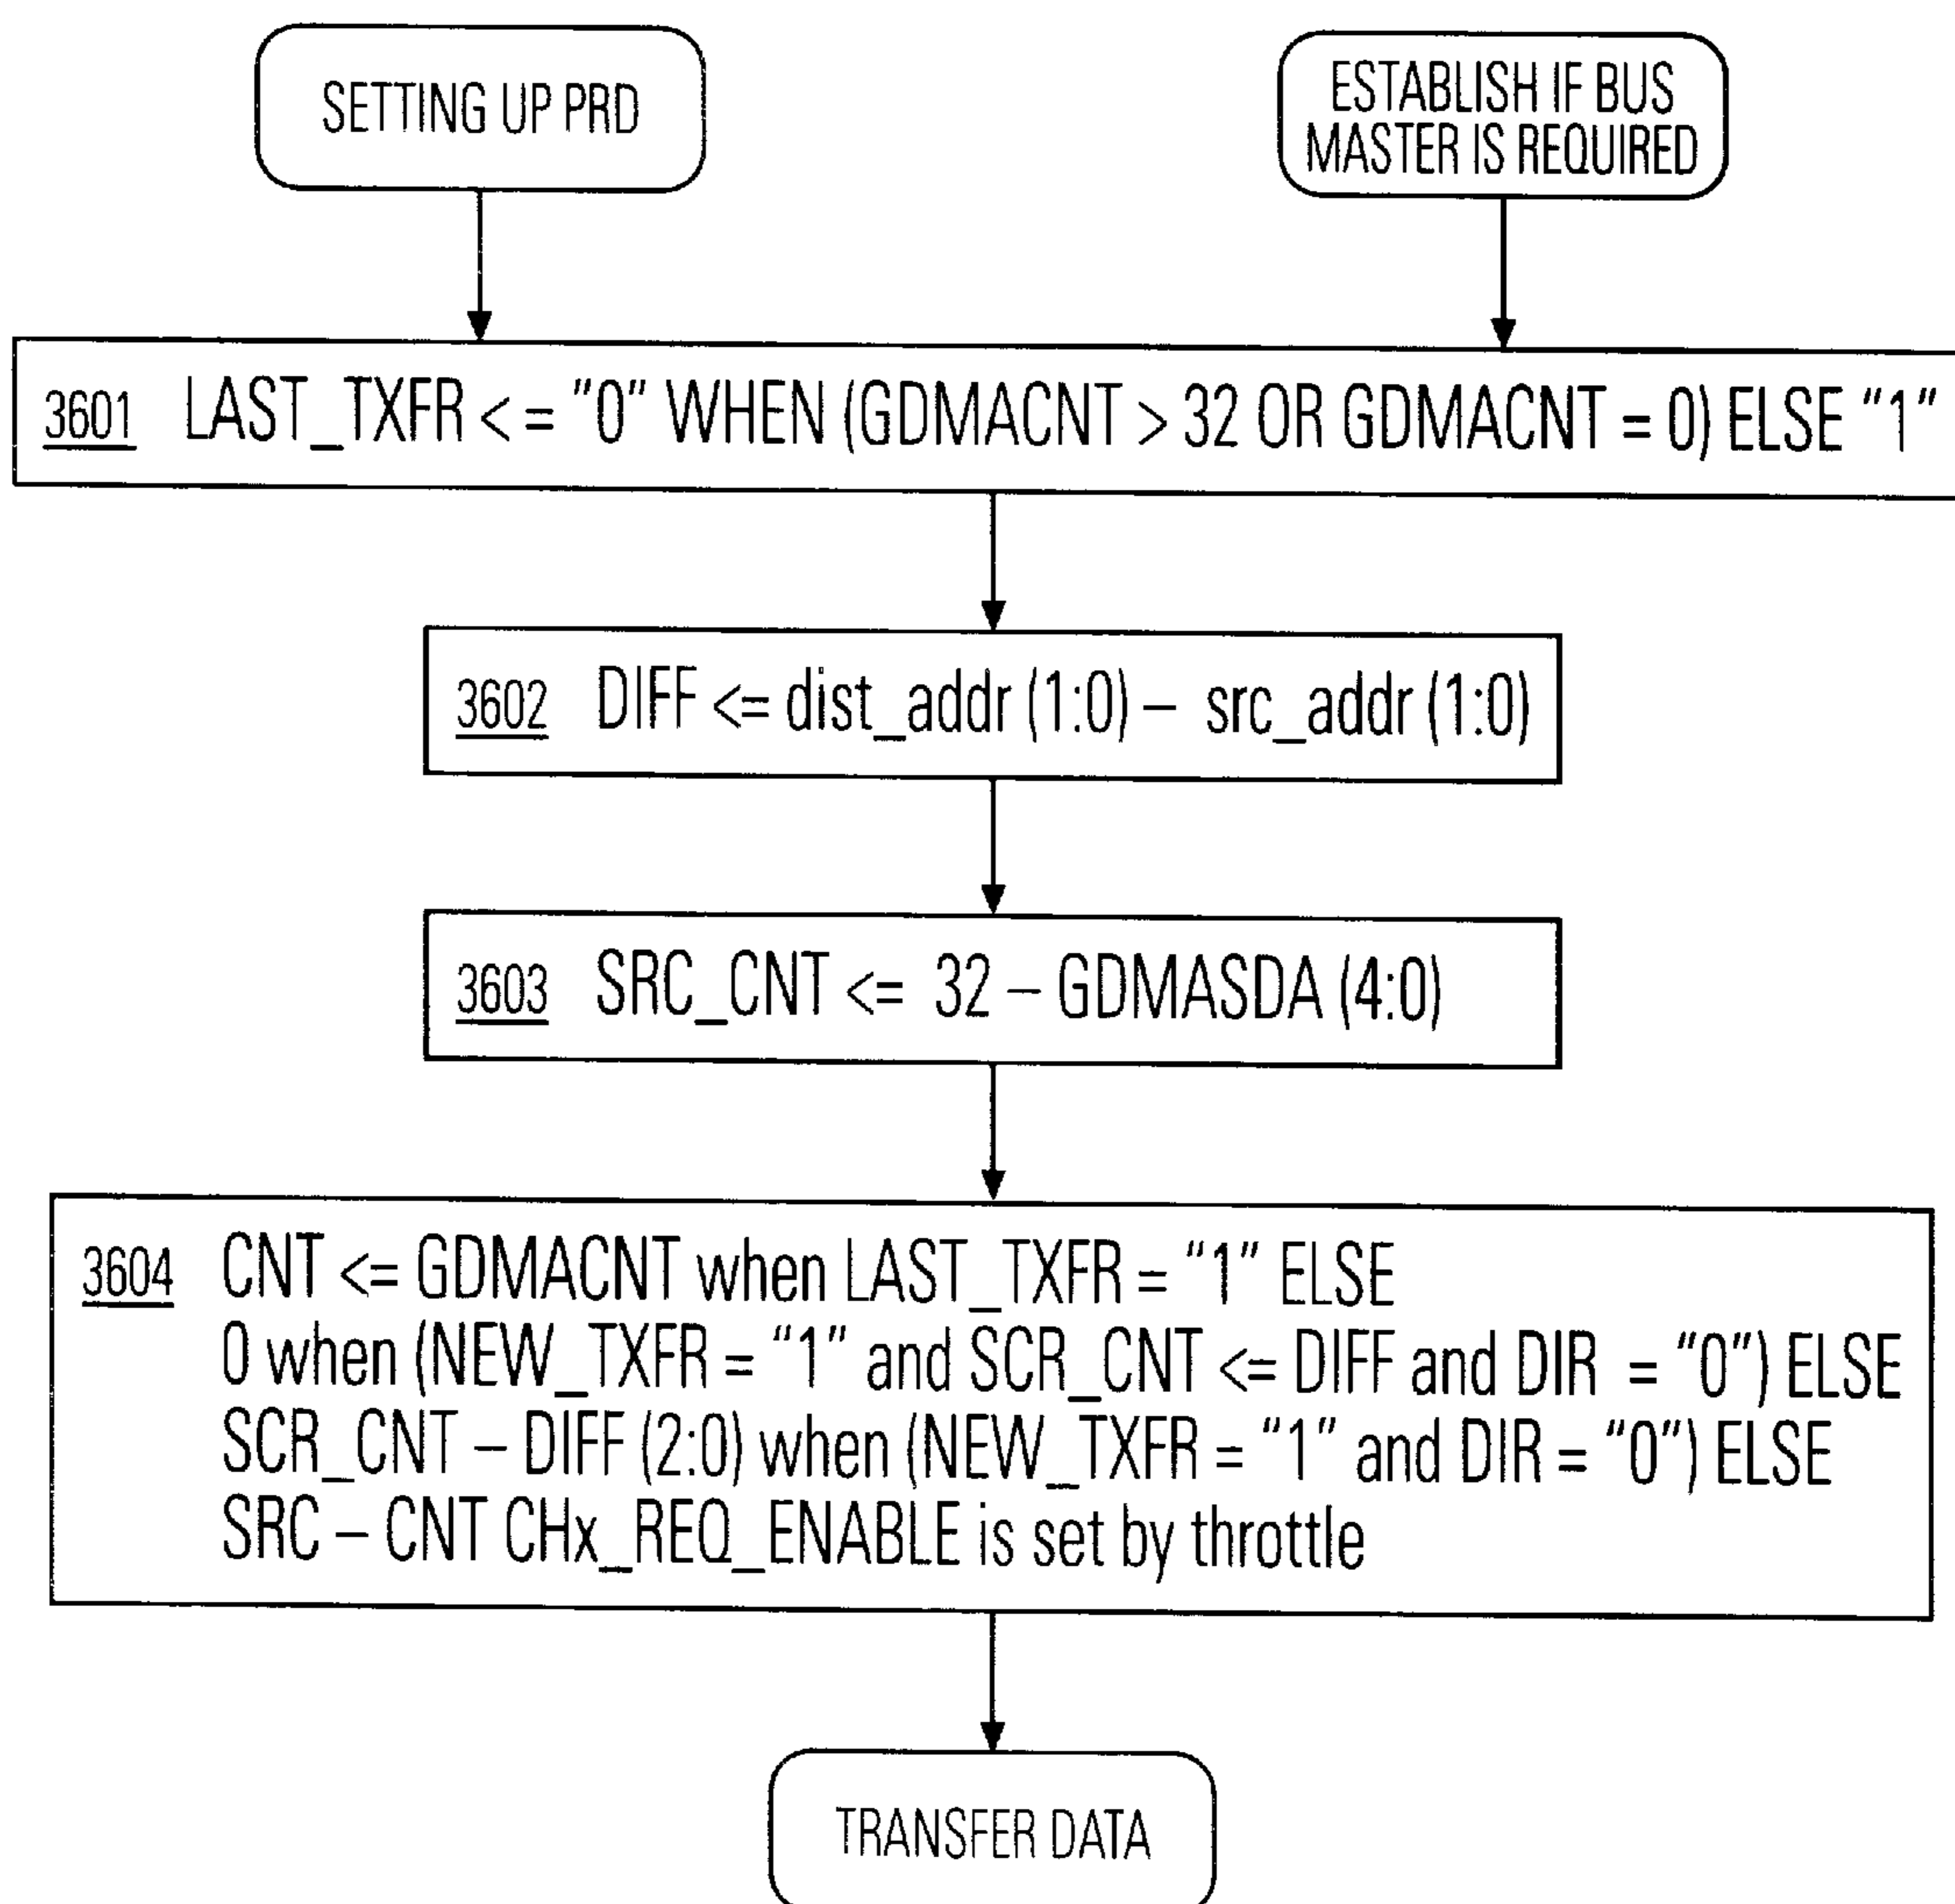 SETTING UP PRD
ESTABLISH IF BUS
MASTER IS REQUIRED
3601 LAST_TXFR < = "0" WHEN (GDMACNT > 32 OR GDMACNT = 0) ELSE "1"
3602 DIFF <= dist_addr (1:0) – src_addr (1:0)
3603 SRC_CNT <= 32 – GDMASDA (4:0)
3604 CNT <= GDMACNT when LAST_TXFR = "1" ELSE
0 when (NEW_TXFR = "1" and SCR_CNT <= DIFF and DIR = "0") ELSE
SCR_CNT – DIFF (2:0) when (NEW_TXFR = "1" and DIR = "0") ELSE
SRC – CNT CHx_REQ_ENABLE is set by throttle
TRANSFER DATA